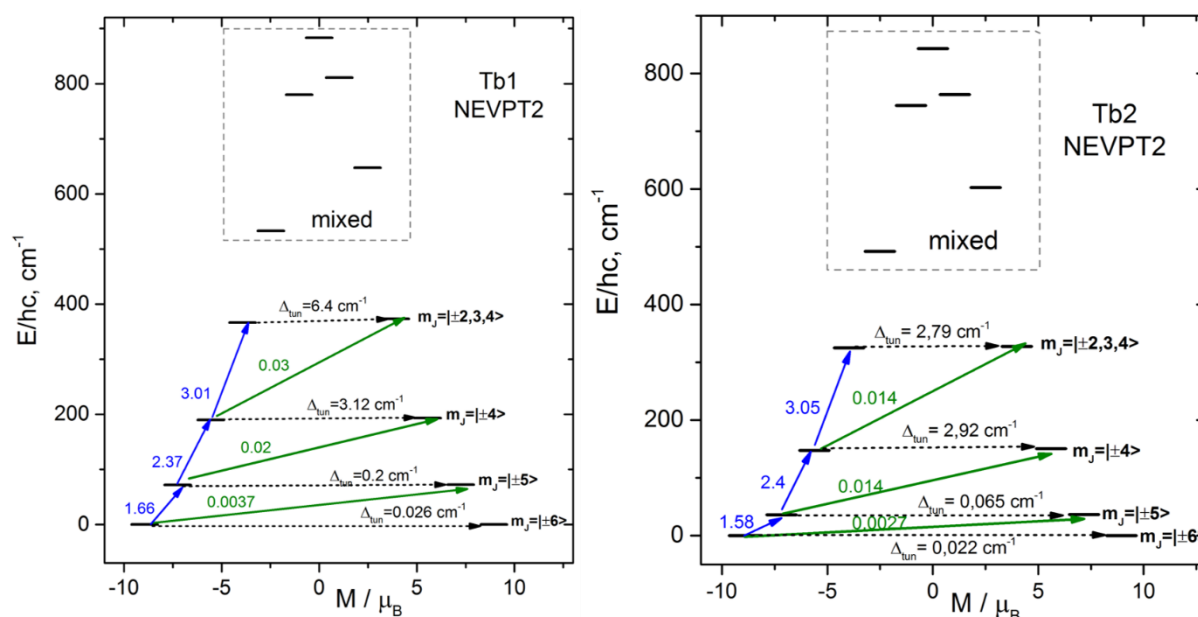 Tb1
NEVPT2
800
600
400
200
0
E/hc, cm⁻¹
mixed
Δtun=6.4 cm⁻¹
mJ=|±2,3,4>
0.03
3.01
Δtun=3.12 cm⁻¹
mJ=|±4>
0.02
2.37
Δtun=0.2 cm⁻¹
mJ=|±5>
0.0037
1.66
Δtun=0.026 cm⁻¹
mJ=|±6>
-10 -5 0 5 10
M / μB
Tb2
NEVPT2
800
600
400
200
0
E/hc, cm⁻¹
mixed
Δtun= 2,79 cm⁻¹
mJ=|±2,3,4>
0.014
3.05
Δtun= 2,92 cm⁻¹
mJ=|±4>
0.014
2.4
Δtun= 0,065 cm⁻¹
mJ=|±5>
0.0027
1.58
mJ=|±6
Δtun= 0,022 cm⁻¹
-10 -5 0 5 10
M / μB